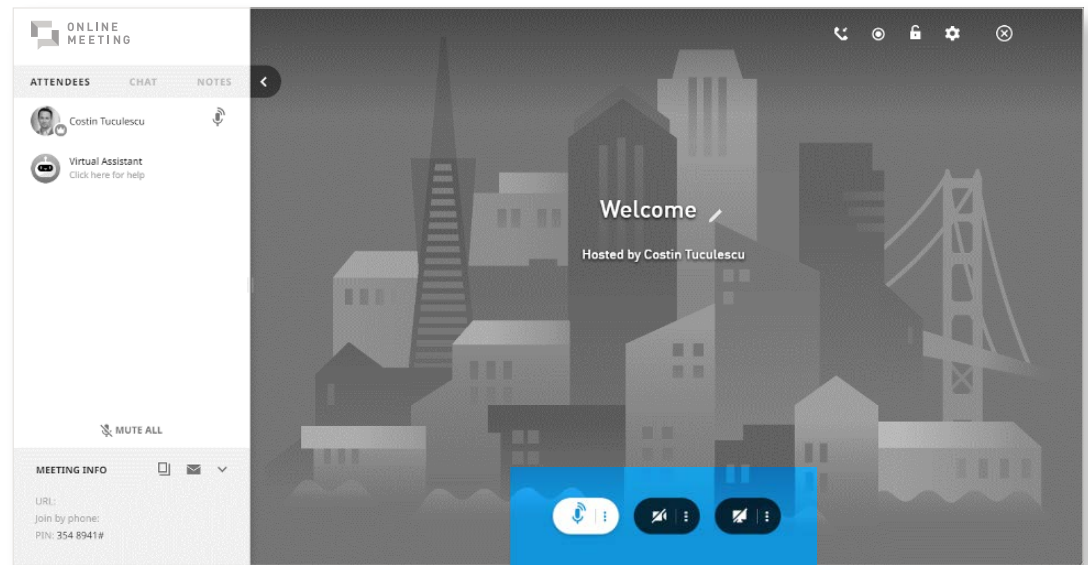 ONLINE
MEETING
ATTENDEES CHAT NOTES
Costin Tuculescu
Virtual Assistant
Click here for help
MUTE ALL
MEETING INFO
URL:
Join by phone:
PIN: 354 8941#
Welcome
Hosted by Costin Tuculescu